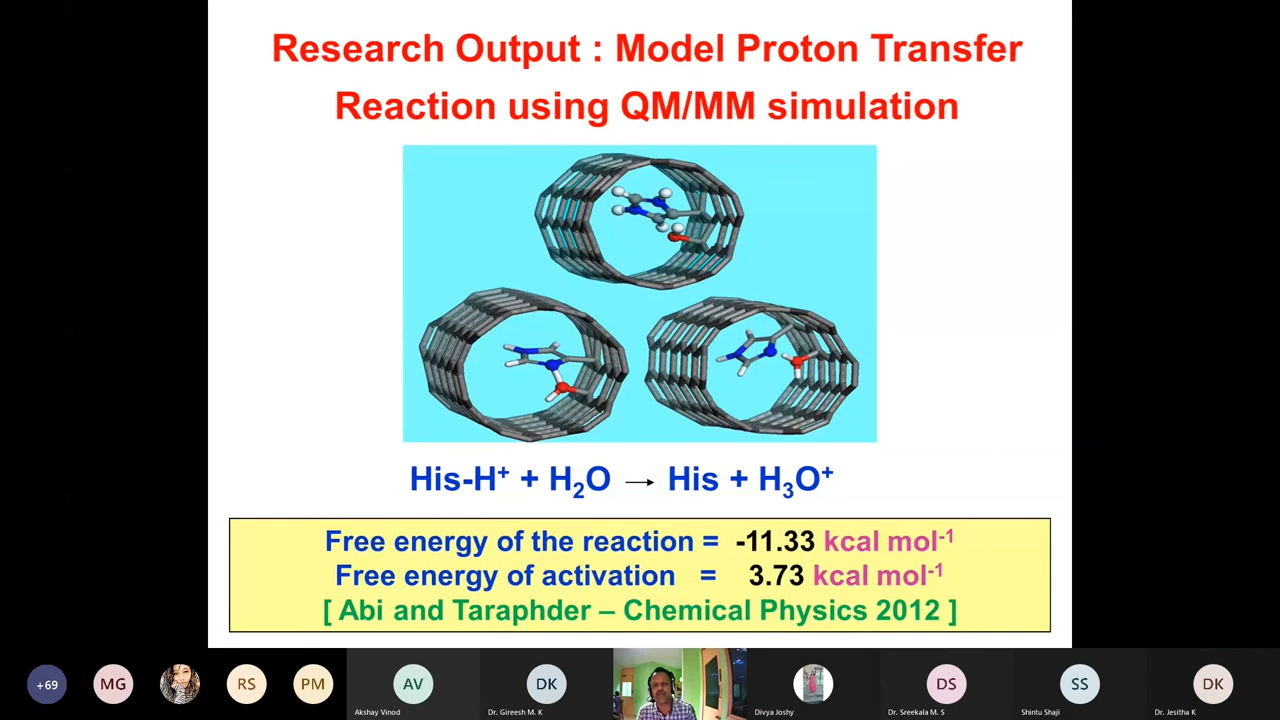 Research Output : Model Proton Transfer
Reaction using QM/MM simulation
His-H⁺ + H₂O → His + H₃O⁺
Free energy of the reaction = -11.33 kcal mol⁻¹
Free energy of activation = 3.73 kcal mol⁻¹
[ Abi and Taraphder – Chemical Physics 2012 ]
+69
MG
RS
PM
AV
DK
DS
SS
DK
Akshay Vinod
Dr. Gireesh M. K
Divya Joshy
Dr. Sreekala M. S
Shintu Shaji
Dr. Jesitha K